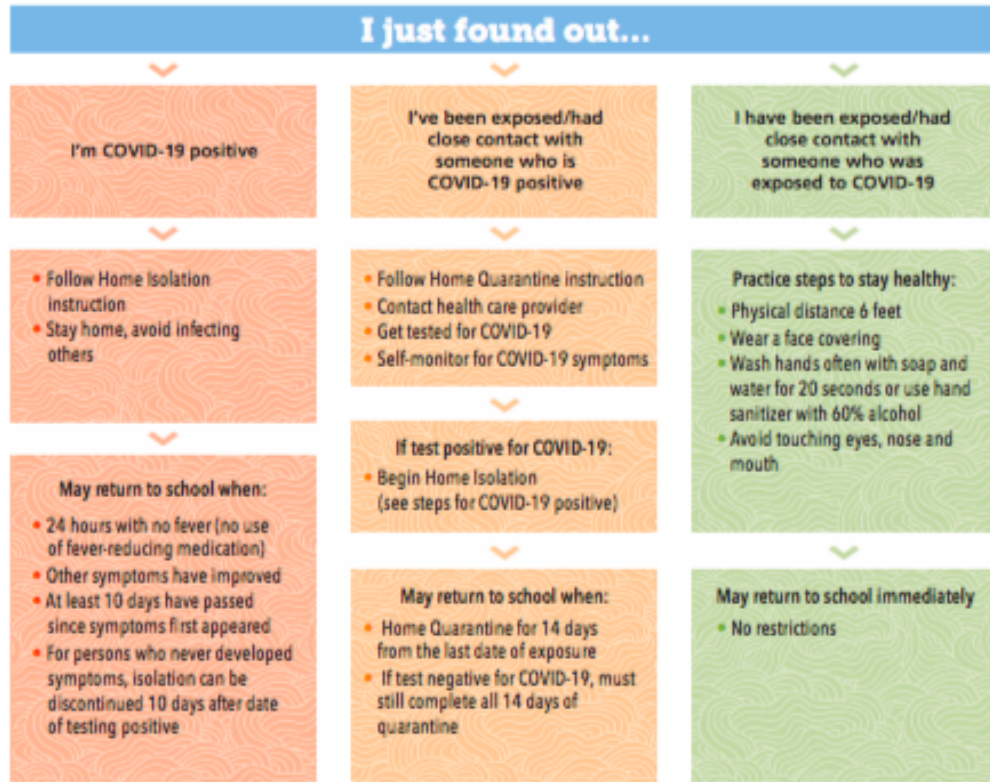 I just found out...
I'm COVID-19 positive
• Follow Home Isolation
instruction
• Stay home, avoid infecting
others
May return to school when:
• 24 hours with no fever (no use
of fever-reducing medication)
• Other symptoms have improved
• At least 10 days have passed
since symptoms first appeared
• For persons who never developed
symptoms, isolation can be
discontinued 10 days after date
of testing positive
I've been exposed/had
close contact with
someone who is
COVID-19 positive
• Follow Home Quarantine instruction
• Contact health care provider
• Get tested for COVID-19
• Self-monitor for COVID-19 symptoms
If test positive for COVID-19:
• Begin Home Isolation
(see steps for COVID-19 positive)
May return to school when:
• Home Quarantine for 14 days
from the last date of exposure
• If test negative for COVID-19, must
still complete all 14 days of
quarantine
I have been exposed/had
close contact with
someone who was
exposed to COVID-19
Practice steps to stay healthy:
• Physical distance 6 feet
• Wear a face covering
• Wash hands often with soap and
water for 20 seconds or use hand
sanitizer with 60% alcohol
• Avoid touching eyes, nose and
mouth
May return to school immediately
• No restrictions